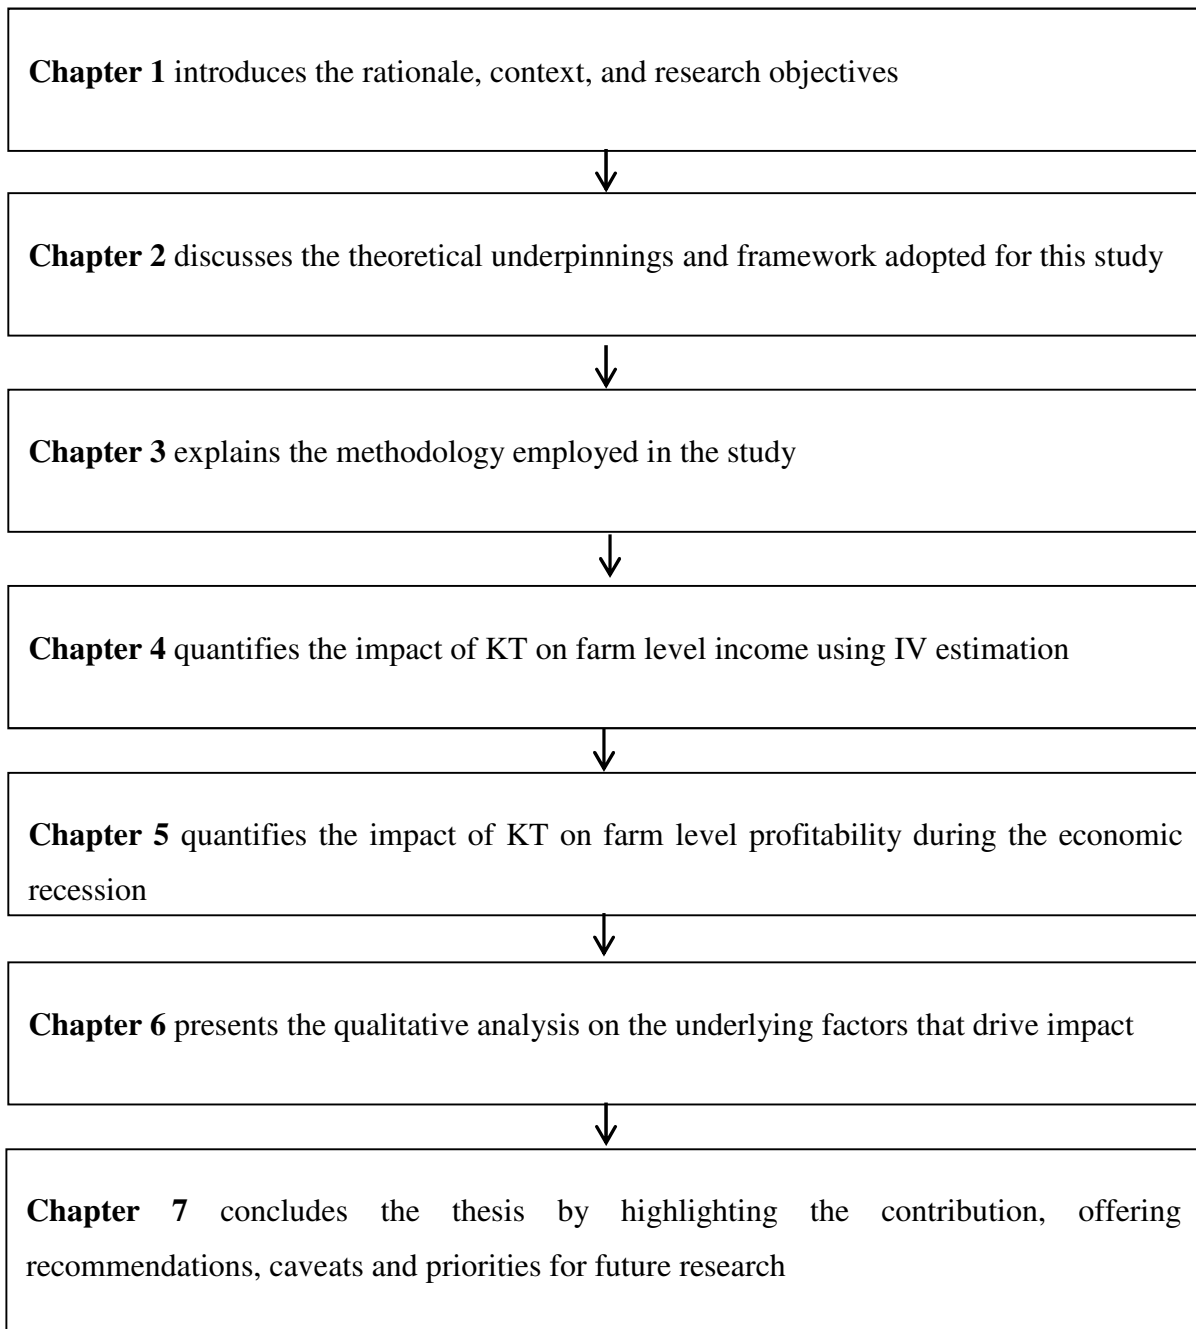 Chapter 1 introduces the rationale, context, and research objectives
Chapter 2 discusses the theoretical underpinnings and framework adopted for this study
Chapter 3 explains the methodology employed in the study
Chapter 4 quantifies the impact of KT on farm level income using IV estimation
Chapter 5 quantifies the impact of KT on farm level profitability during the economic
recession
Chapter 6 presents the qualitative analysis on the underlying factors that drive impact
Chapter 7 concludes the thesis by highlighting the contribution, offering
recommendations, caveats and priorities for future research